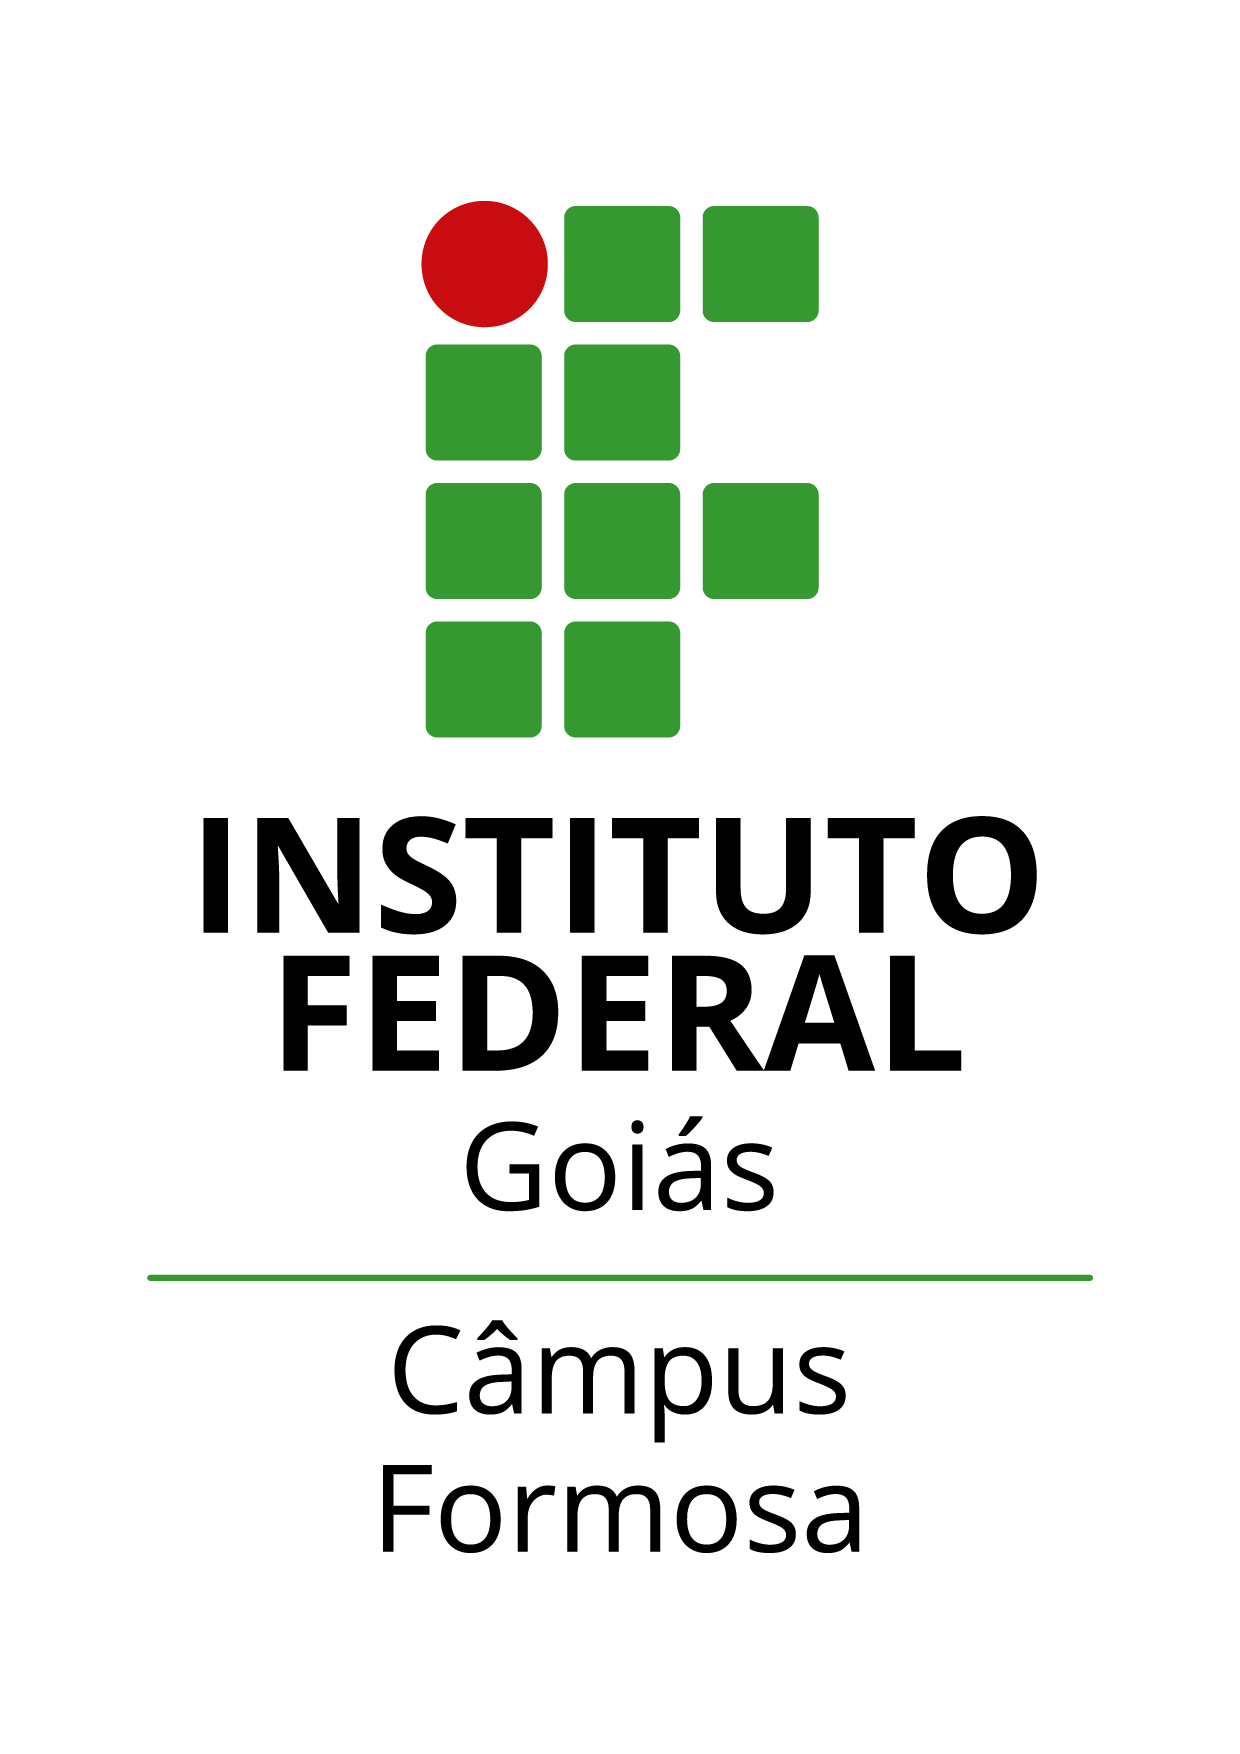 INSTITUTO
FEDERAL
Goiás
Câmpus
Formosa